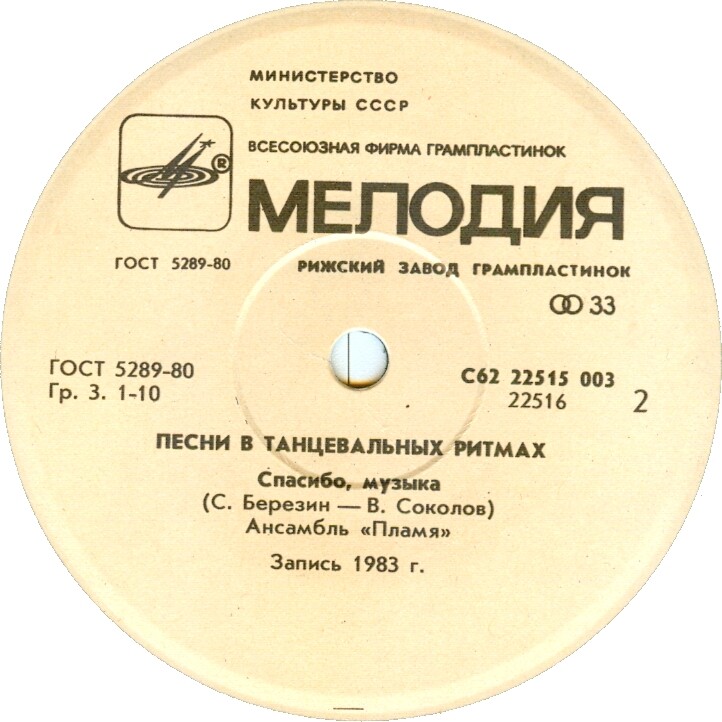 МИНИСТЕРСТВО
КУЛЬТУРЫ СССР
ВСЕСОЮЗНАЯ ФИРМА ГРАМПЛАСТИНОК
®
МЕЛОДИЯ
ГОСТ 5289-80
РИЖСКИЙ ЗАВОД ГРАМПЛАСТИНОК
33
ГОСТ 5289-80
Гр. 3. 1-10
С62 22515 003
22516
2
ПЕСНИ В ТАНЦЕВАЛЬНЫХ РИТМАХ
Спасибо, музыка
(С. Березин — В. Соколов)
Ансамбль «Пламя»
Запись 1983 г.